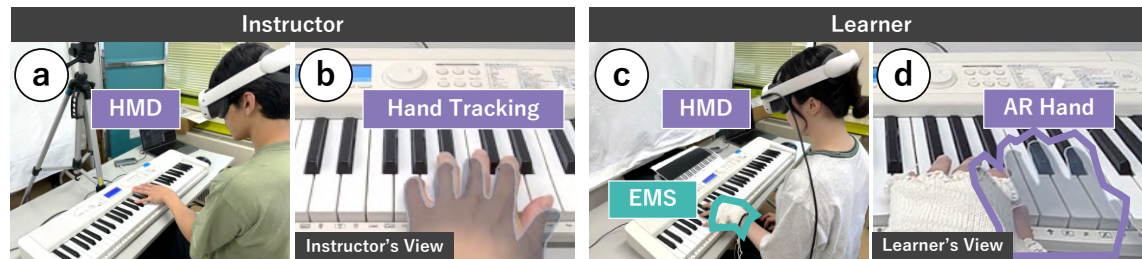 Instructor
Learner
a
HMD
b
Hand Tracking
Instructor's View
c
HMD
EMS
d
AR Hand
Learner's View